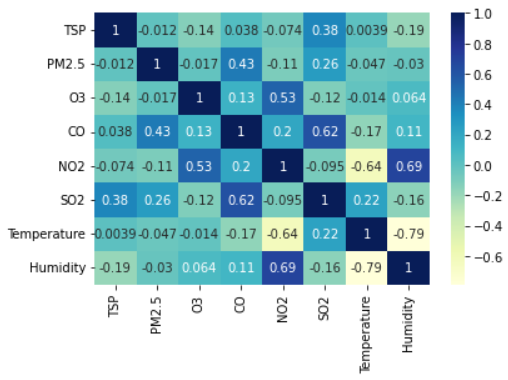 TSP 1 -0.012 -0.14 0.038 -0.074 0.38 0.0039 -0.19
PM2.5 -0.012 1 -0.017 0.43 -0.11 0.26 -0.047 -0.03
O3 -0.14 -0.017 1 0.13 0.53 -0.12 -0.014 0.064
CO 0.038 0.43 0.13 1 0.2 0.62 -0.17 0.11
NO2 -0.074 -0.11 0.53 0.2 1 -0.095 -0.64 0.69
SO2 0.38 0.26 -0.12 0.62 -0.095 1 0.22 -0.16
Temperature 0.0039 -0.047 -0.014 -0.17 -0.64 0.22 1 -0.79
Humidity -0.19 -0.03 0.064 0.11 0.69 -0.16 -0.79 1
TSP PM2.5 O3 CO NO2 SO2 Temperature Humidity
1.0
0.8
0.6
0.4
0.2
0.0
−0.2
−0.4
−0.6